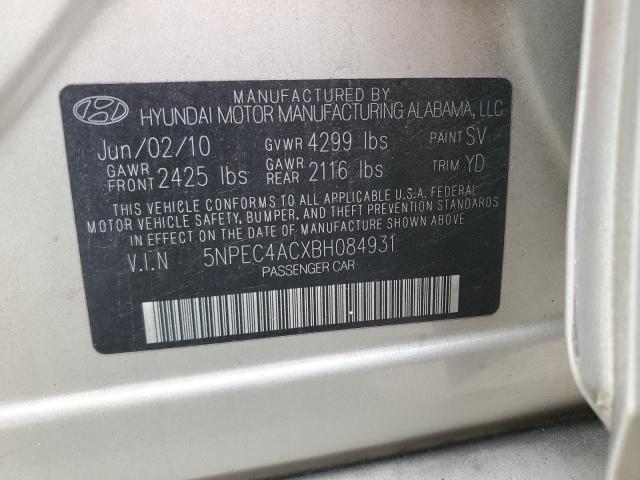 MANUFACTURED BY
HYUNDAI MOTOR MANUFACTURING ALABAMA, LLC
Jun/02/10 GVWR 4299 lbs PAINT SV
GAWR FRONT 2425 lbs GAWR REAR 2116 lbs TRIM YD
THIS VEHICLE CONFORMS TO ALL APPLICABLE U.S.A. FEDERAL
MOTOR VEHICLE SAFETY, BUMPER, AND THEFT PREVENTION STANDARDS
IN EFFECT ON THE DATE OF MANUFACTURE SHOWN ABOVE
V.I.N 5NPEC4ACXBH084931
PASSENGER CAR